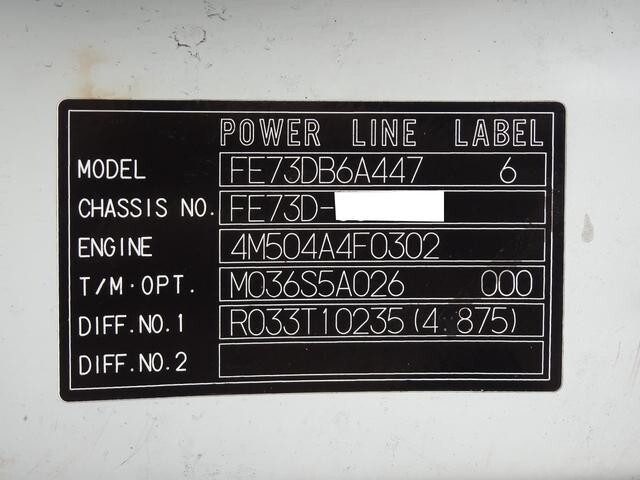 POWER LINE LABEL
MODEL FE73DB6A447 6
CHASSIS NO. FE73D-
ENGINE 4M504A4F0302
T/M·OPT. M036S5A026 000
DIFF.NO.1 R033T10235(4.875)
DIFF.NO.2